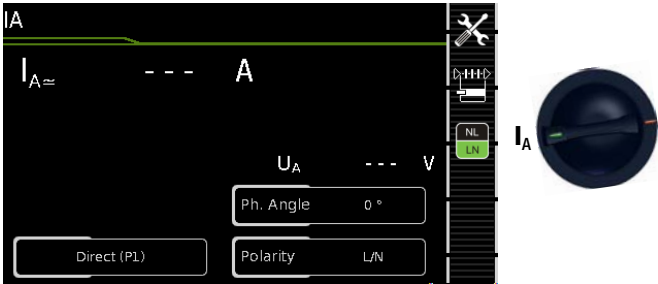 IA
IA≃ --- A
NL
LN
IA
UA --- V
Ph. Angle 0 °
Direct (P1) Polarity L/N